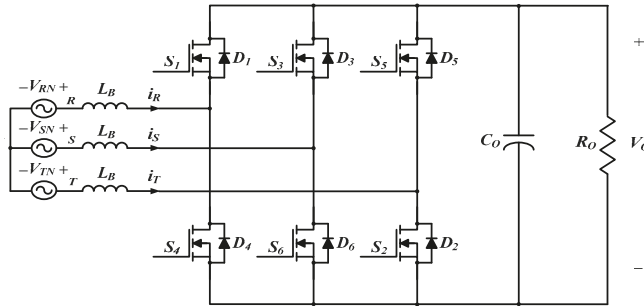 S1 D1 S3 D3 S5 D5
+
−VRN +
R LB iR
−VSN +
S LB iS
−VTN +
T LB iT
CO RO VO
S4 D4 S6 D6 S2 D2
−